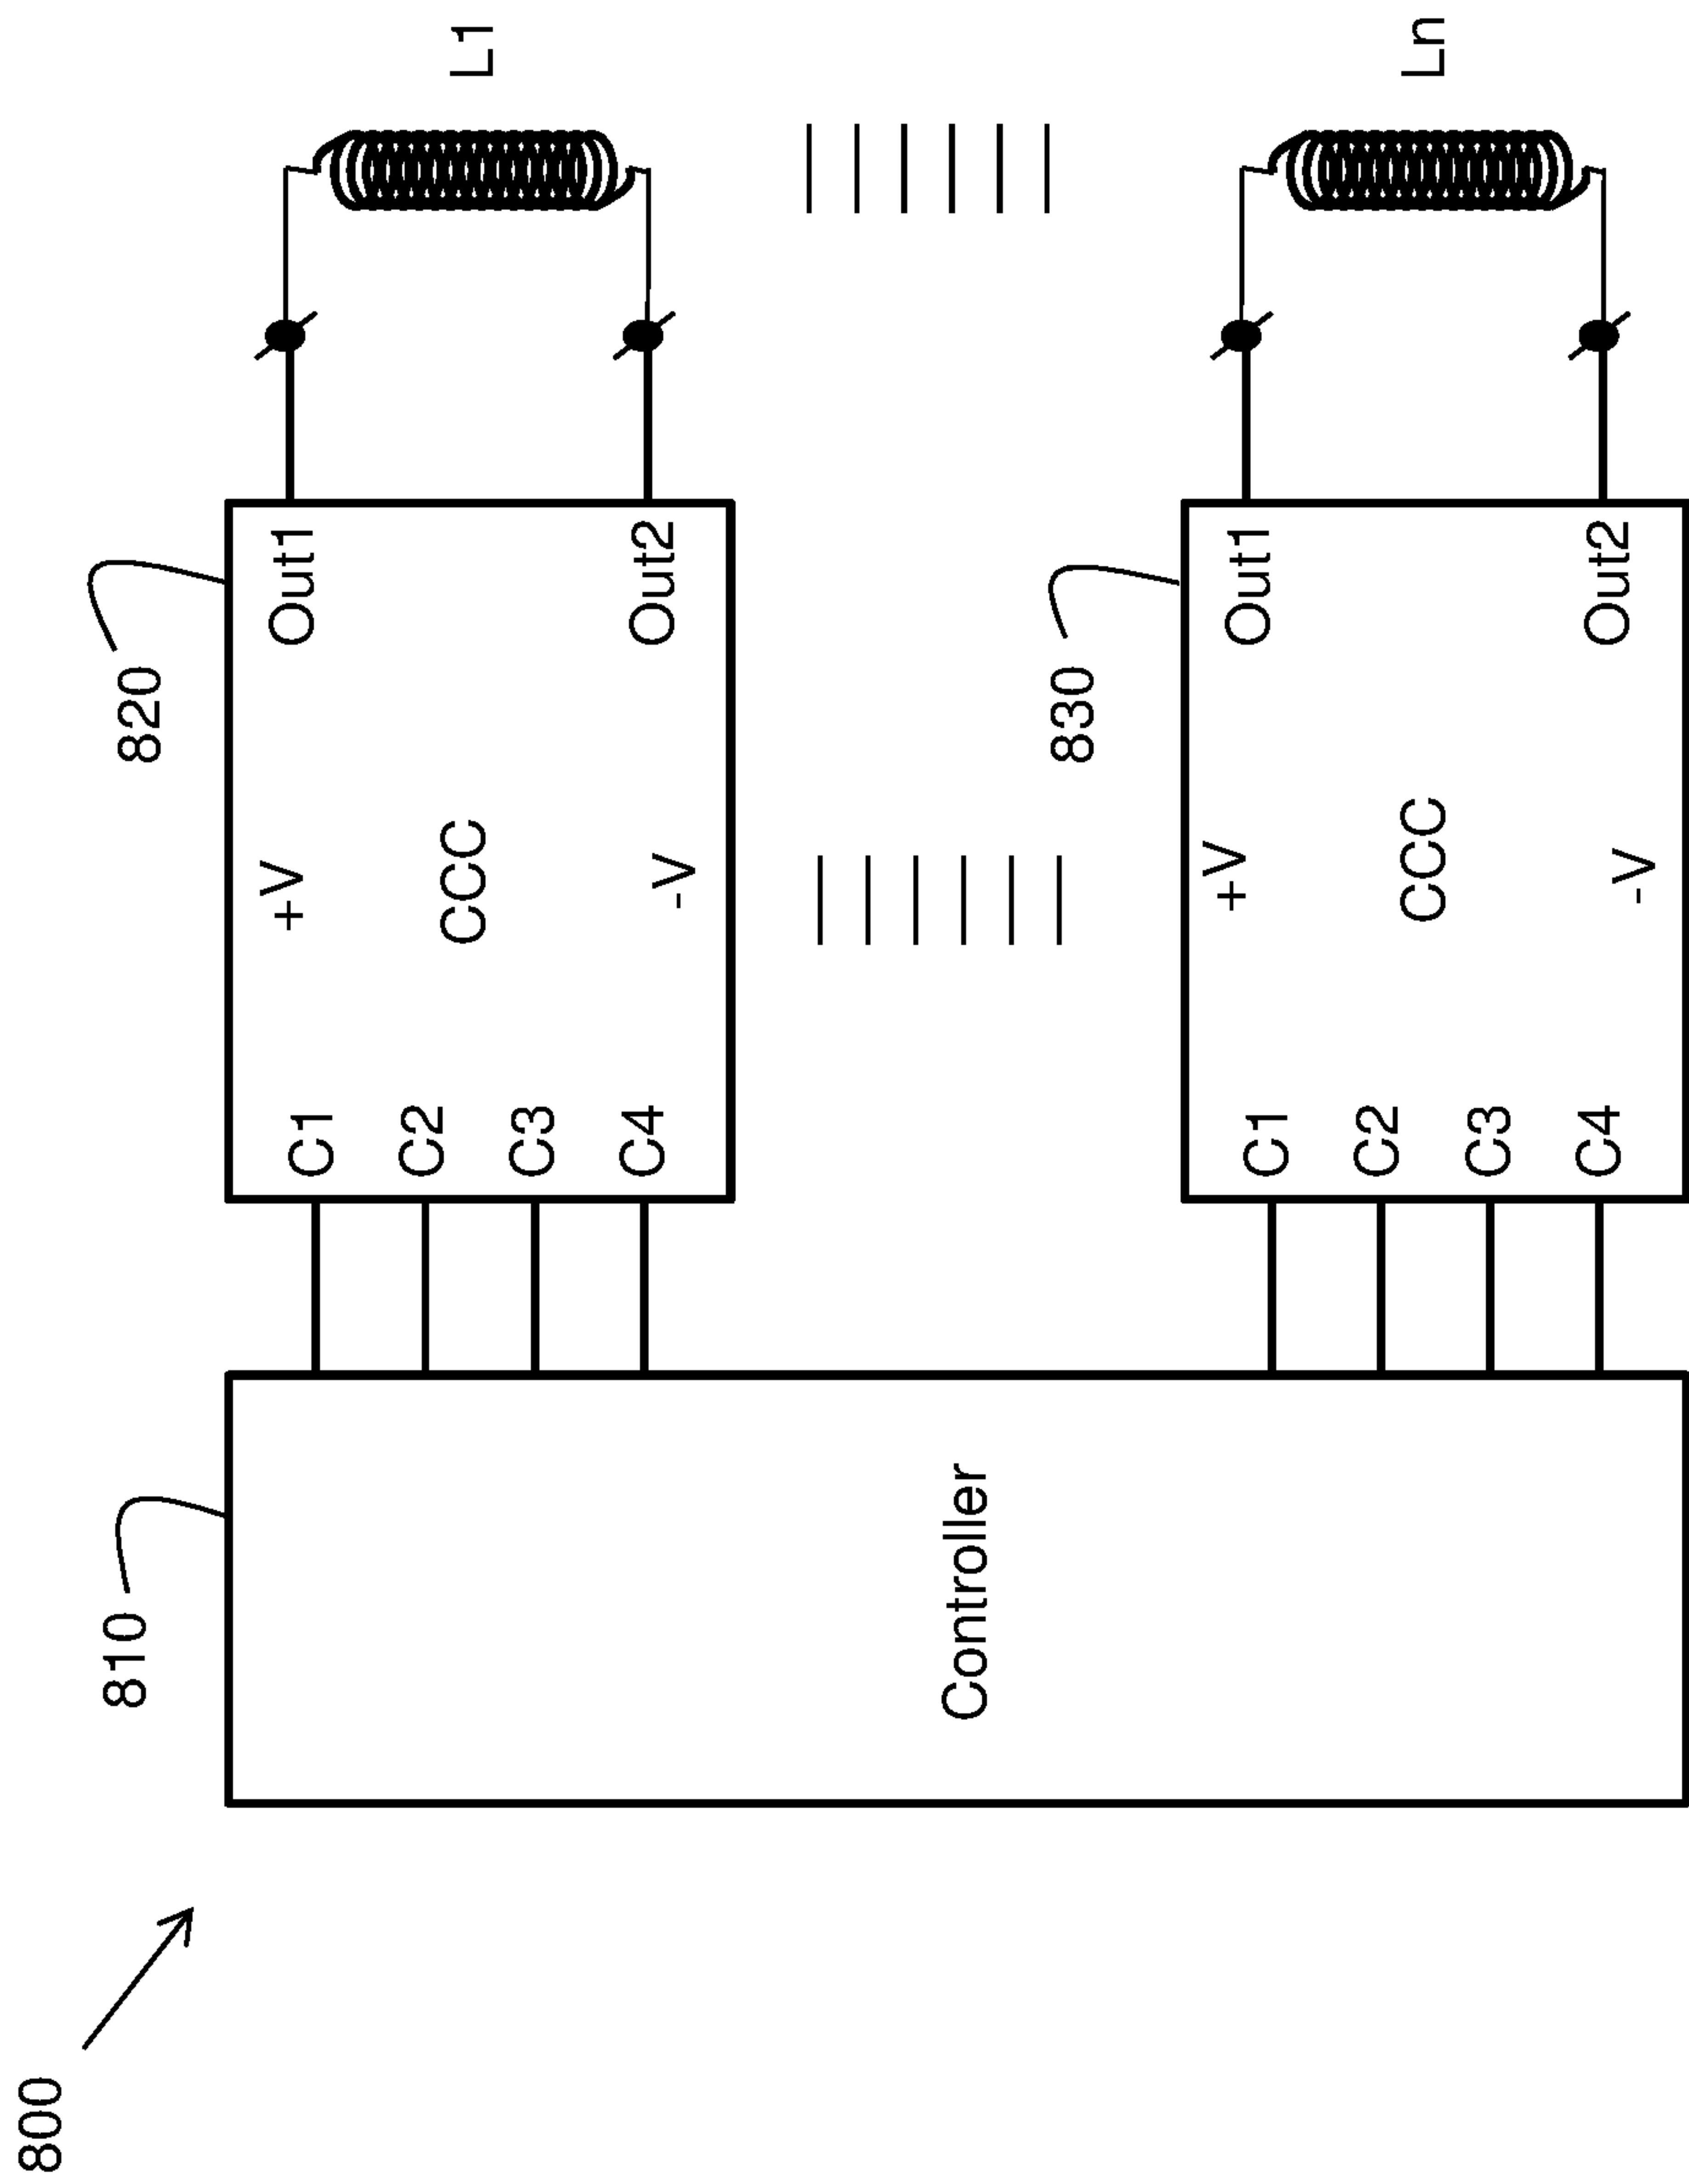 800
810
Controller
820
C1
C2
C3
C4
+V
CCC
-V
Out1
Out2
L1
830
C1
C2
C3
C4
+V
CCC
-V
Out1
Out2
Ln